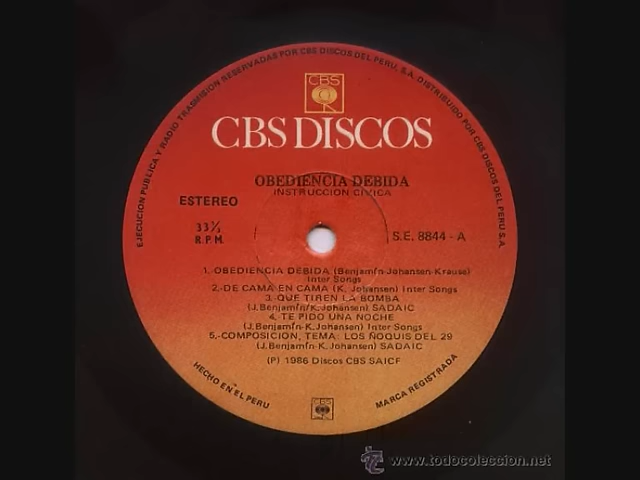 EJECUCION PUBLICA Y RADIO TRASMISION RESERVADAS POR CBS DISCOS DEL PERU, S.A. DISTRIBUIDO POR CBS DISCOS DEL PERU S.A.
CBS
CBS DISCOS
OBEDIENCIA DEBIDA
INSTRUCCION CIVICA
ESTEREO
33⅓
R.P.M.
S.E. 8844 - A
1. OBEDIENCIA DEBIDA (Benjamín-Johansen-Krause)
Inter Songs
2.-DE CAMA EN CAMA (K. Johansen) Inter Songs
3. QUE TIREN LA BOMBA
(J.Benjamín-K. Johansen) SADAIC
4. TE PIDO UNA NOCHE
(J.Benjamín-K. Johansen) Inter Songs
5.-COMPOSICION, TEMA: LOS ÑOQUIS DEL 29
(J.Benjamín-K. Johansen) SADAIC
(P) 1986 Discos CBS SAICF
HECHO EN EL PERU
CBS
MARCA REGISTRADA
www.todocoleccion.net